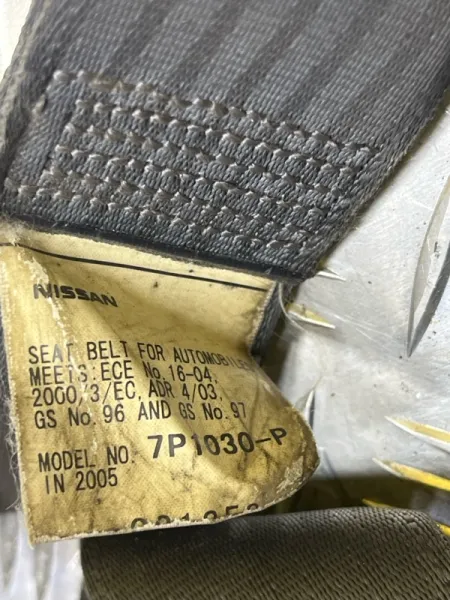 NISSAN
SEAT BELT FOR AUTOMOBILE
MEETS:ECE No.16-04.
2000/3/EC, ADR 4/03.
GS No.96 AND GS No.97
MODEL NO. 7P1030-P
IN 2005